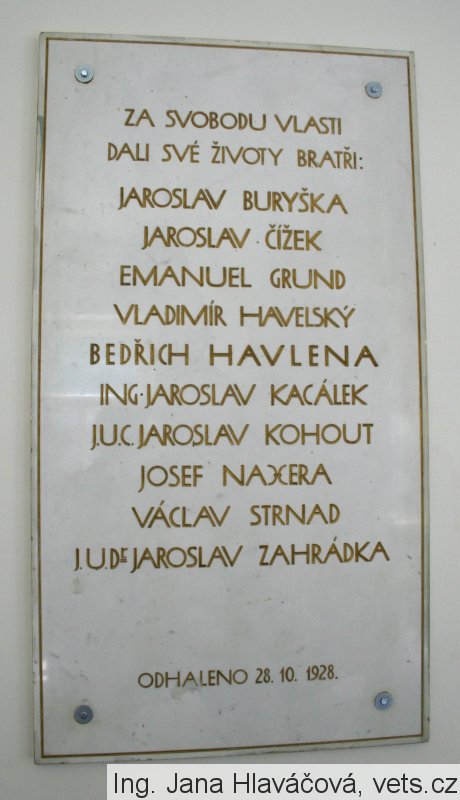 ZA SVOBODU VLASTI
DALI SVÉ ŽIVOTY BRATŘI:
JAROSLAV BURYŠKA
JAROSLAV ČÍŽEK
EMANUEL GRUND
VLADIMÍR HAVELSKÝ
BEDŘICH HAVLENA
ING. JAROSLAV KACÁLEK
J.U.C. JAROSLAV KOHOUT
JOSEF
VÁCLAV STRNAD
J.U.Dr JAROSLAV ZAHRÁDKA
ODHALENO 28. 10. 1928.
Ing. Jana Hlaváčová, vets.cz